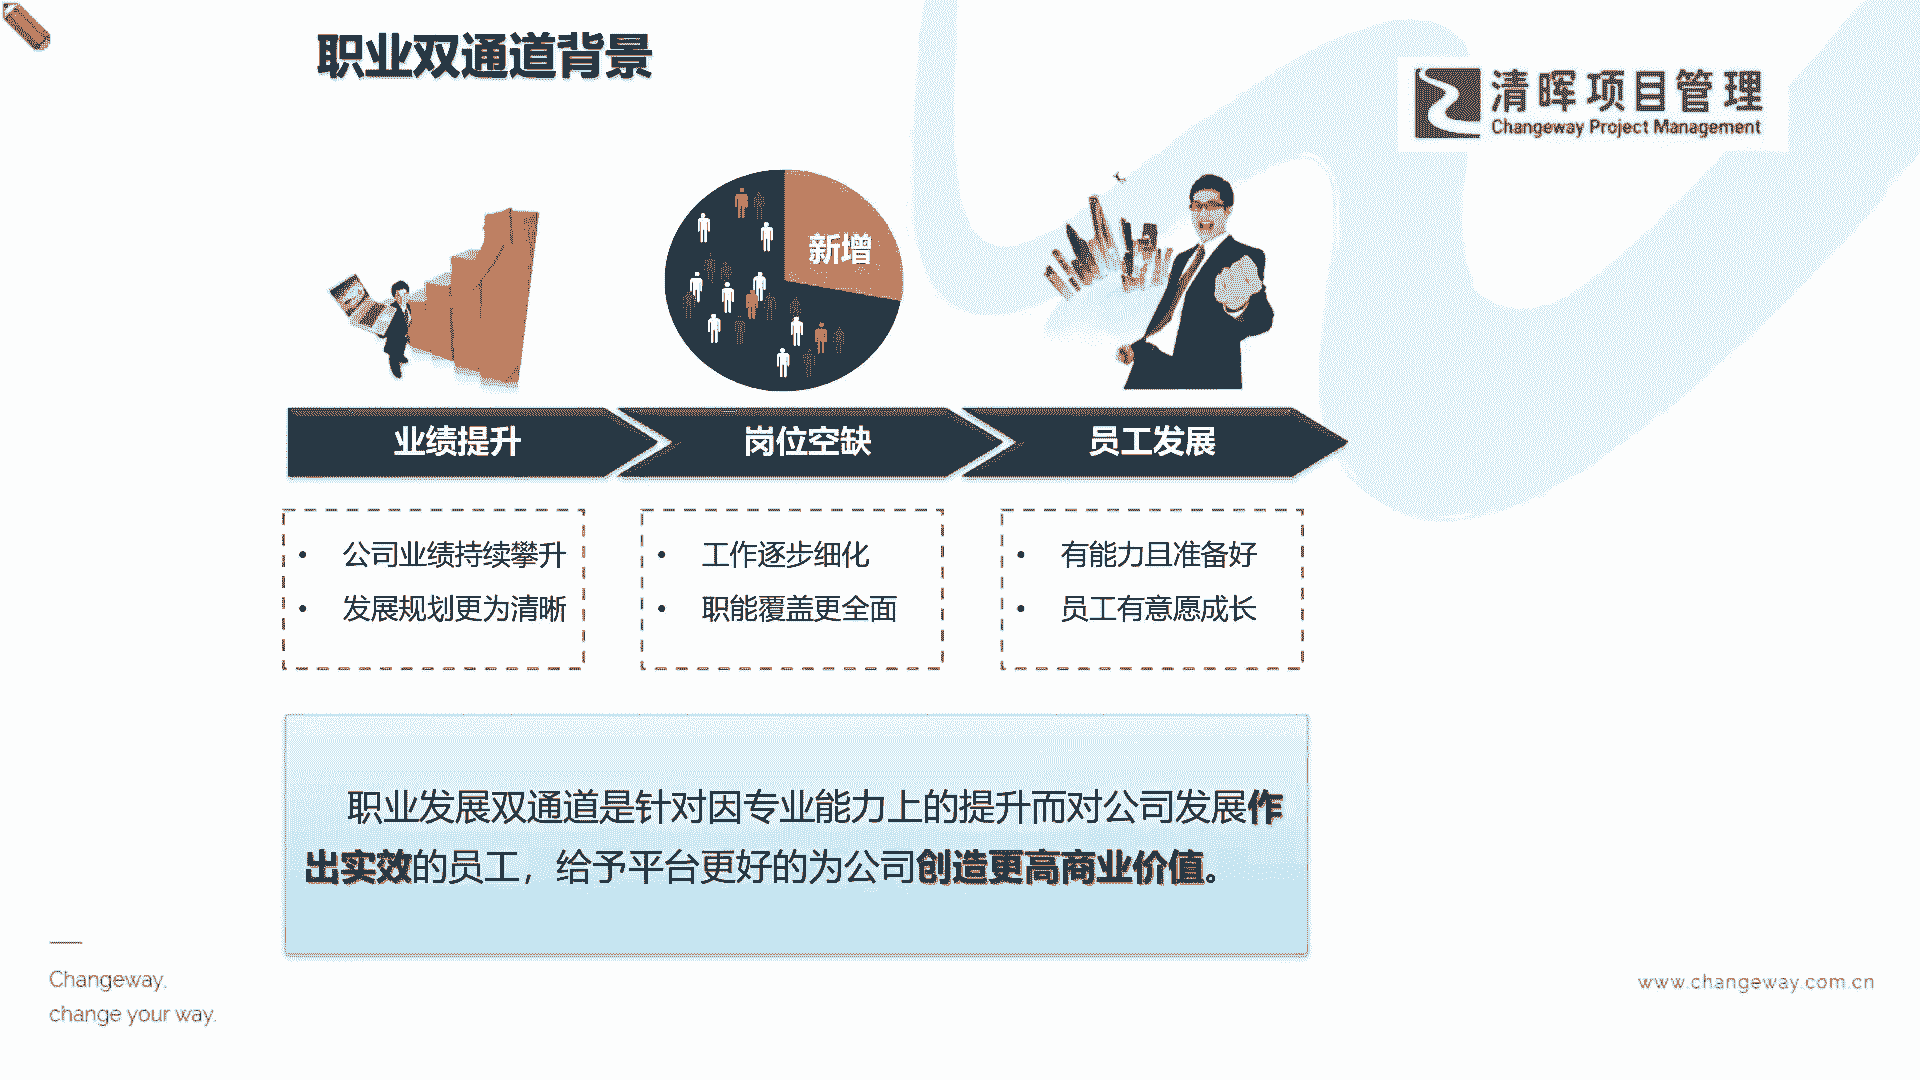 职业双通道背景
清晖项目管理
Changeway Project Management
新增
业绩提升
岗位空缺
员工发展
• 公司业绩持续攀升
• 发展规划更为清晰
• 工作逐步细化
• 职能覆盖更全面
• 有能力且准备好
• 员工有意愿成长
职业发展双通道是针对因专业能力上的提升而对公司发展作
出实效的员工，给予平台更好的为公司创造更高商业价值。
Changeway.
change your way.
www.changeway.com.cn